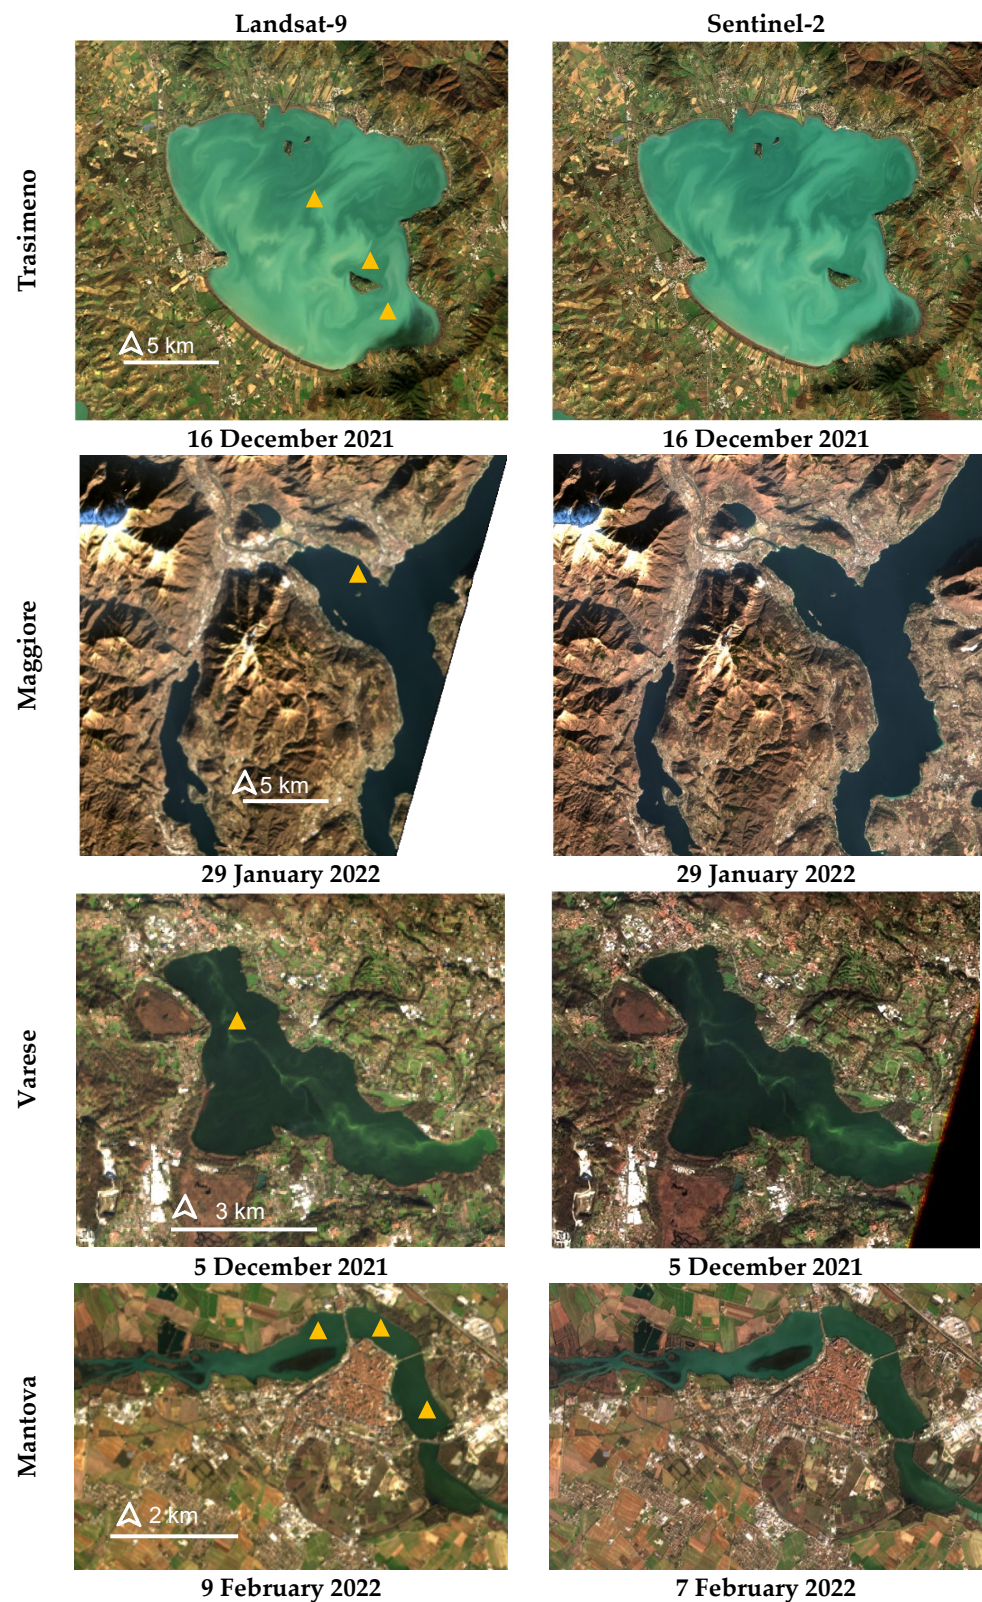 Landsat-9 Sentinel-2
Trasimeno
5 km
16 December 2021 16 December 2021
Maggiore
5 km
29 January 2022 29 January 2022
Varese
3 km
5 December 2021 5 December 2021
Mantova
2 km
9 February 2022 7 February 2022